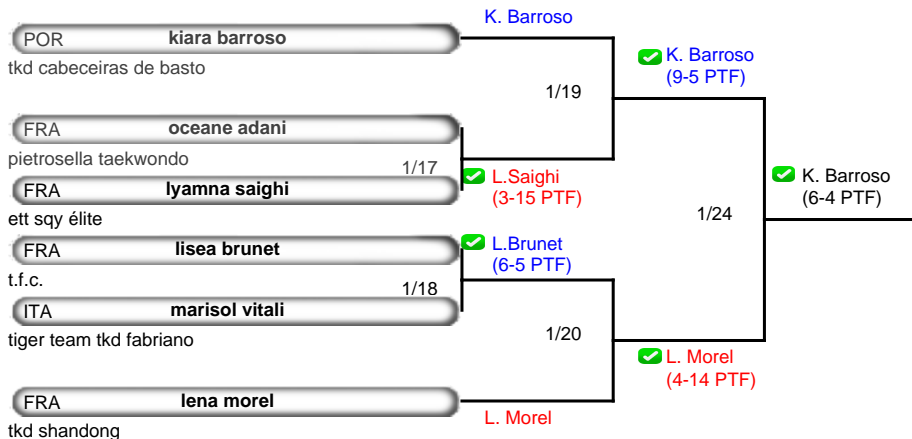 K. Barroso
POR kiara barroso
tkd cabeceiras de basto
K. Barroso
(9-5 PTF)
1/19
FRA oceane adani
pietrosella taekwondo
1/17
FRA lyamna saighi
ett sqy élite
L.Saighi
(3-15 PTF)
K. Barroso
(6-4 PTF)
1/24
FRA lisea brunet
t.f.c.
L.Brunet
(6-5 PTF)
1/18
ITA marisol vitali
tiger team tkd fabriano
1/20
L. Morel
(4-14 PTF)
FRA lena morel
tkd shandong
L. Morel